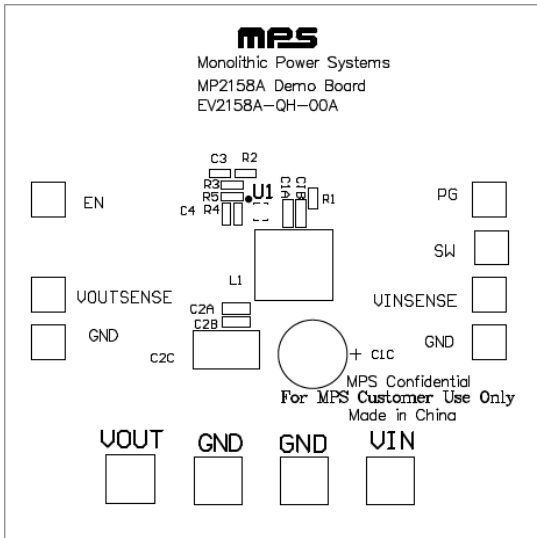 mps
Monolithic Power Systems
MP2158A Demo Board
EV2158A-QH-00A
C3 R2
R3
R5
C4 R4
U1
C1A
C1B
R1
EN
PG
SW
L1
VOUTSENSE
VINSENSE
GND
GND
C2A
C2B
C2C
+ C1C
MPS Confidential
For MPS Customer Use Only
Made in China
VOUT GND GND VIN